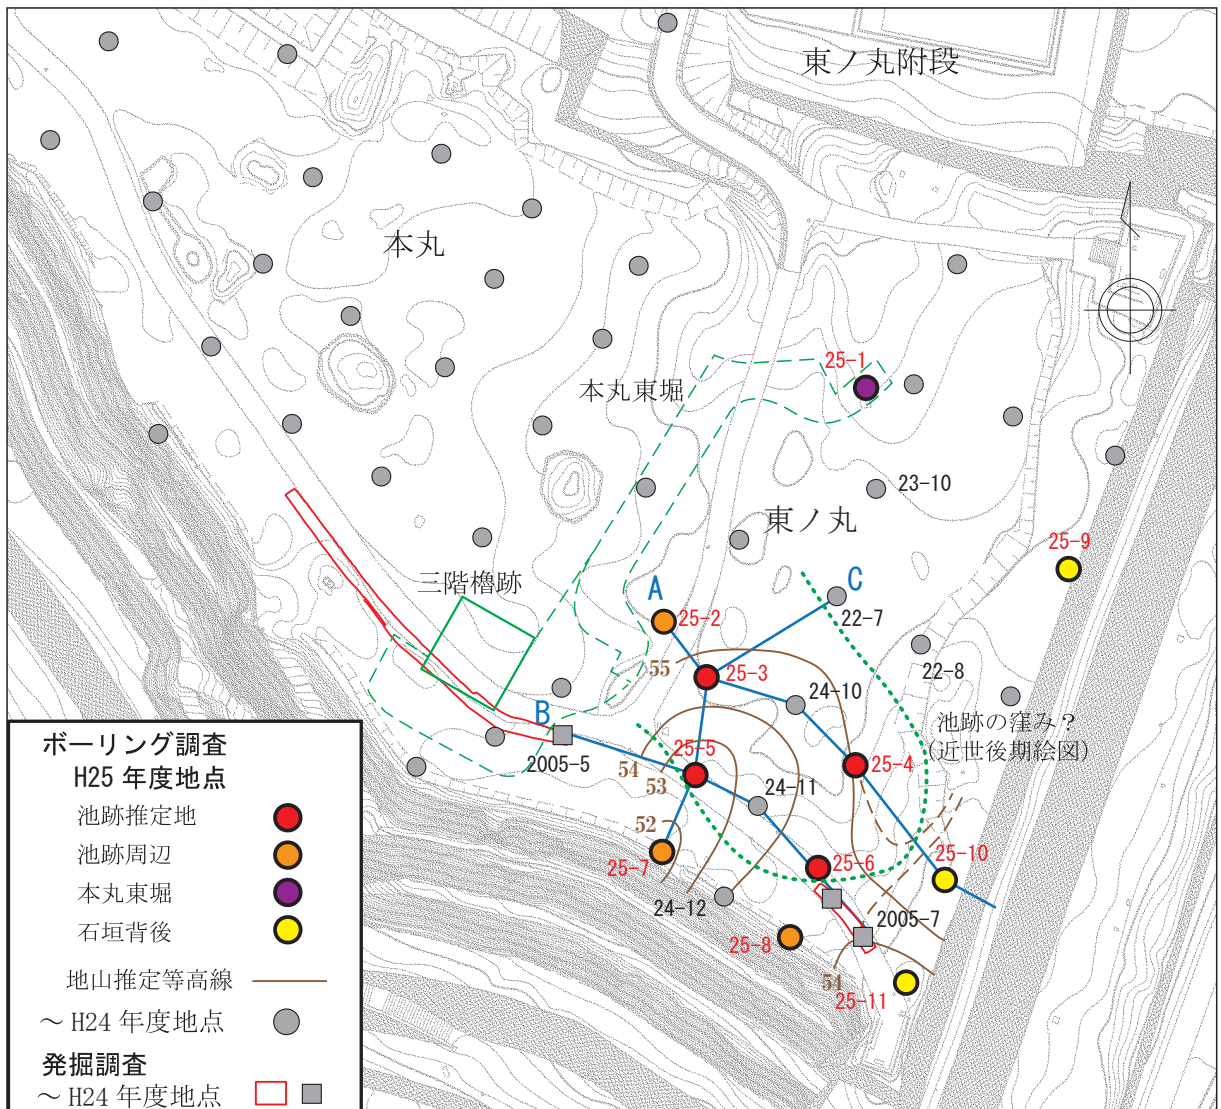 東ノ丸附段
本丸
25-1
本丸東堀
23-10
東ノ丸
25-9
三階櫓跡
A
C
25-2
22-7
55
25-3
22-8
24-10
B
池跡の窪み？
(近世後期絵図)
2005-5
54
53
25-5
25-4
24-11
52
25-7
25-6
25-10
24-12
2005-7
25-8
54
25-11
ボーリング調査
H25 年度地点
池跡推定地
池跡周辺
本丸東堀
石垣背後
地山推定等高線
～ H24 年度地点
発掘調査
～ H24 年度地点